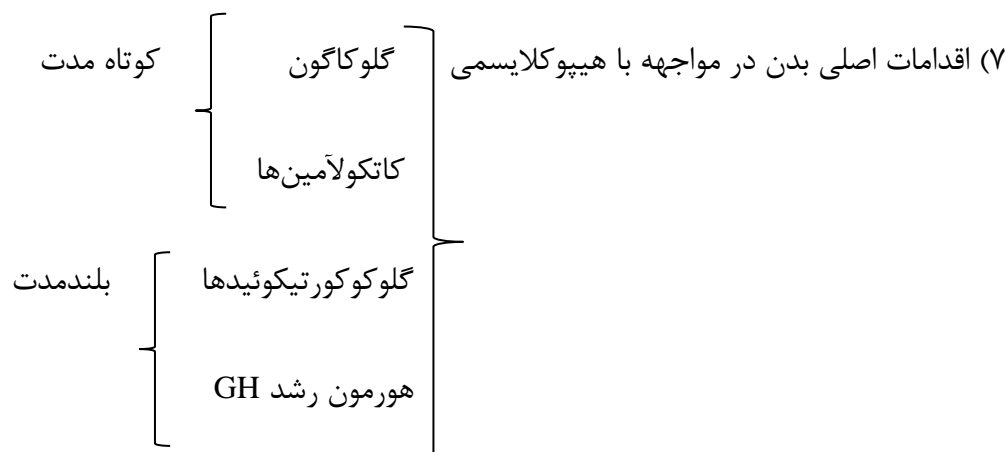 ۷) اقدامات اصلی بدن در مواجهه با هیپوکلایسمی گلوکاگون کوتاه مدت
کاتکولآمین‌ها
گلوکوکورتیکوئیدها بلندمدت
هورمون رشد GH